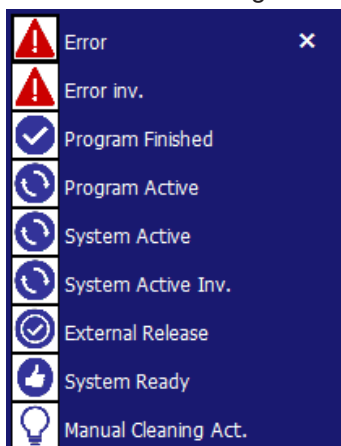 Error
Error inv.
Program Finished
Program Active
System Active
System Active Inv.
External Release
System Ready
Manual Cleaning Act.